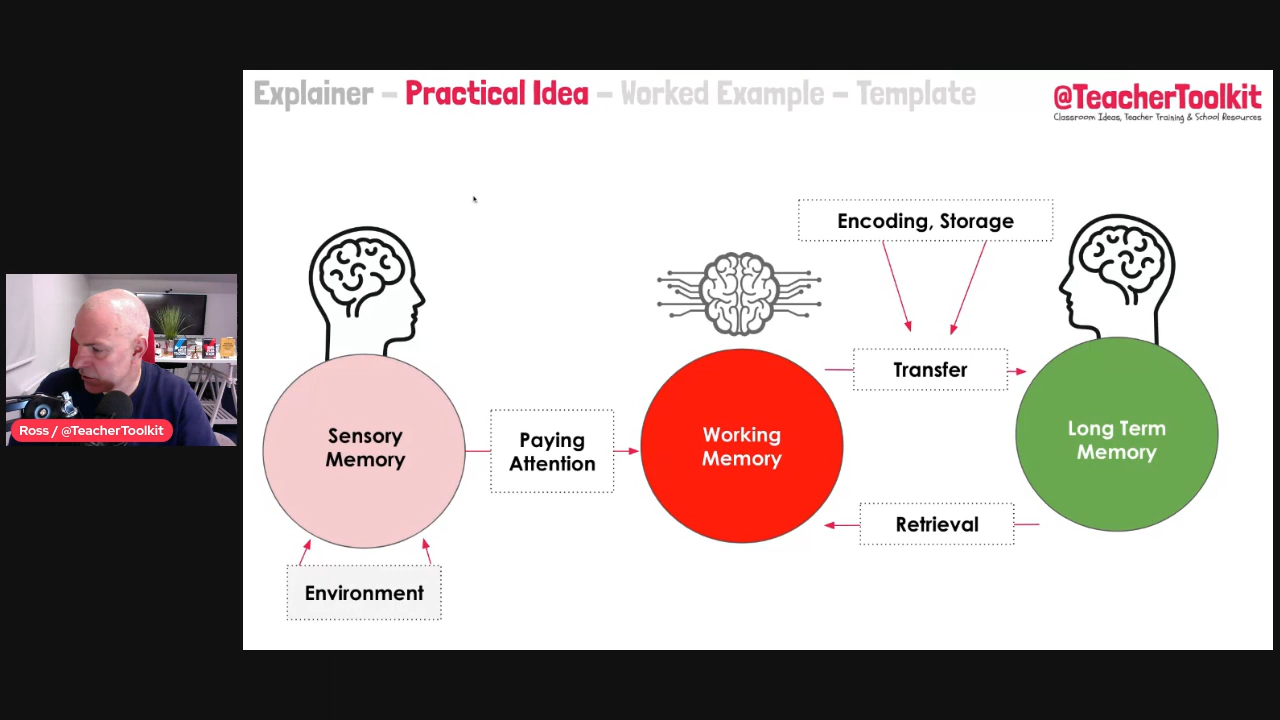 Explainer – Practical Idea – Worked Example – Template
@TeacherToolkit
Classroom Ideas, Teacher Training & School Resources
Encoding, Storage
Transfer
Sensory
Memory
Paying
Attention
Working
Memory
Long Term
Memory
Retrieval
Environment
Ross / @TeacherToolkit